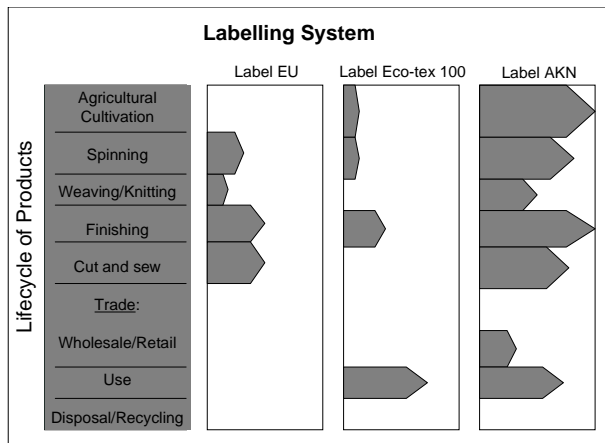 Labelling System
Label EU
Label Eco-tex 100
Label AKN
Lifecycle of Products
Agricultural
Cultivation
Spinning
Weaving/Knitting
Finishing
Cut and sew
Trade:
Wholesale/Retail
Use
Disposal/Recycling